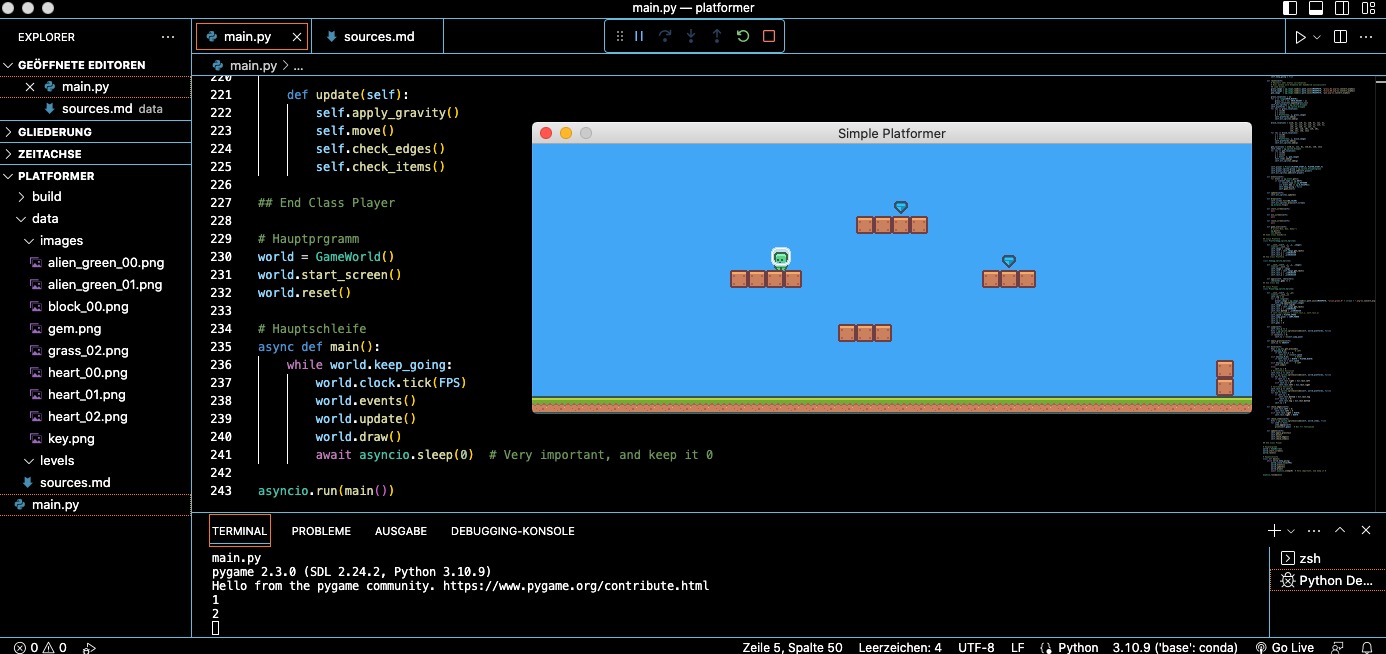 main.py — platformer
EXPLORER
GEÖFFNETE EDITOREN
main.py
sources.md data
GLIEDERUNG
ZEITACHSE
PLATFORMER
build
data
images
alien_green_00.png
alien_green_01.png
block_00.png
gem.png
grass_02.png
heart_00.png
heart_01.png
heart_02.png
key.png
levels
sources.md
main.py
main.py
sources.md
main.py > ...
220
221 def update(self):
222 self.apply_gravity()
223 self.move()
224 self.check_edges()
225 self.check_items()
226
227 ## End Class Player
228
229 # Hauptprgramm
230 world = GameWorld()
231 world.start_screen()
232 world.reset()
233
234 # Hauptschleife
235 async def main():
236 while world.keep_going:
237 world.clock.tick(FPS)
238 world.events()
239 world.update()
240 world.draw()
241 await asyncio.sleep(0) # Very important, and keep it 0
242
243 asyncio.run(main())
Simple Platformer
TERMINAL PROBLEME AUSGABE DEBUGGING-KONSOLE
main.py
pygame 2.3.0 (SDL 2.24.2, Python 3.10.9)
Hello from the pygame community. https://www.pygame.org/contribute.html
1
2
zsh
Python De...
0 0
Zeile 5, Spalte 50 Leerzeichen: 4 UTF-8 LF Python 3.10.9 ('base': conda) Go Live